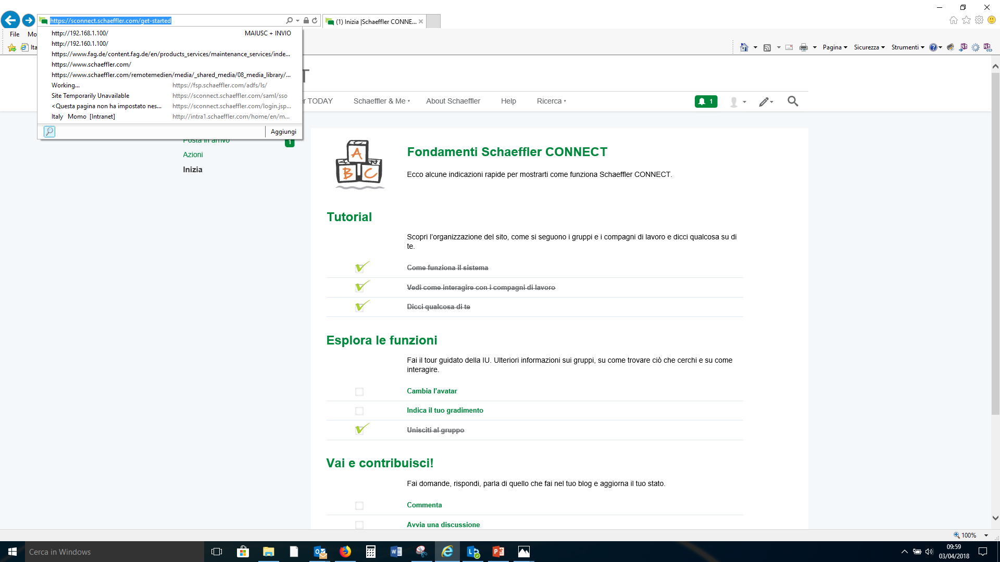 https://sconnect.schaeffler.com/get-started
(1) Inizia |Schaeffler CONNE...
File Mo
http://192.168.1.100/ MAIUSC + INVIO
http://192.160.1.100/
https://www.fag.de/content.fag.de/en/products_services/maintenance_services/inde...
https://www.schaeffler.com/
https://www.schaeffler.com/remotemedien/media/_shared_media/08_media_library/...
Working... https://fsp.schaeffler.com/adfs/ls/
Site Temporarily Unavailable https://sconnect.schaeffler.com/saml/sso
<Questa pagina non ha impostato nes... https://sconnect.schaeffler.com/login.jsp...
Italy Momo [Intranet] http://intra1.schaeffler.com/home/en/m...
Aggiungi
Ita
Pagina Sicurezza Strumenti
T
r TODAY Schaeffler & Me About Schaeffler Help Ricerca 1
Posta in arrivo 1
Azioni
Inizia
A
B C
Fondamenti Schaeffler CONNECT
Ecco alcune indicazioni rapide per mostrarti come funziona Schaeffler CONNECT.
Tutorial
Scopri l'organizzazione del sito, come si seguono i gruppi e i compagni di lavoro e dicci qualcosa su di
te.
Come funziona il sistema
Vedi come interagire con i compagni di lavoro
Dicci qualcosa di te
Esplora le funzioni
Fai il tour guidato della IU. Ulteriori informazioni sui gruppi, su come trovare ciò che cerchi e su come
interagire.
Cambia l'avatar
Indica il tuo gradimento
Unisciti al gruppo
Vai e contribuisci!
Fai domande, rispondi, parla di quello che fai nel tuo blog e aggiorna il tuo stato.
Commenta
Avvia una discussione
100%
Cerca in Windows
09:59
03/04/2018